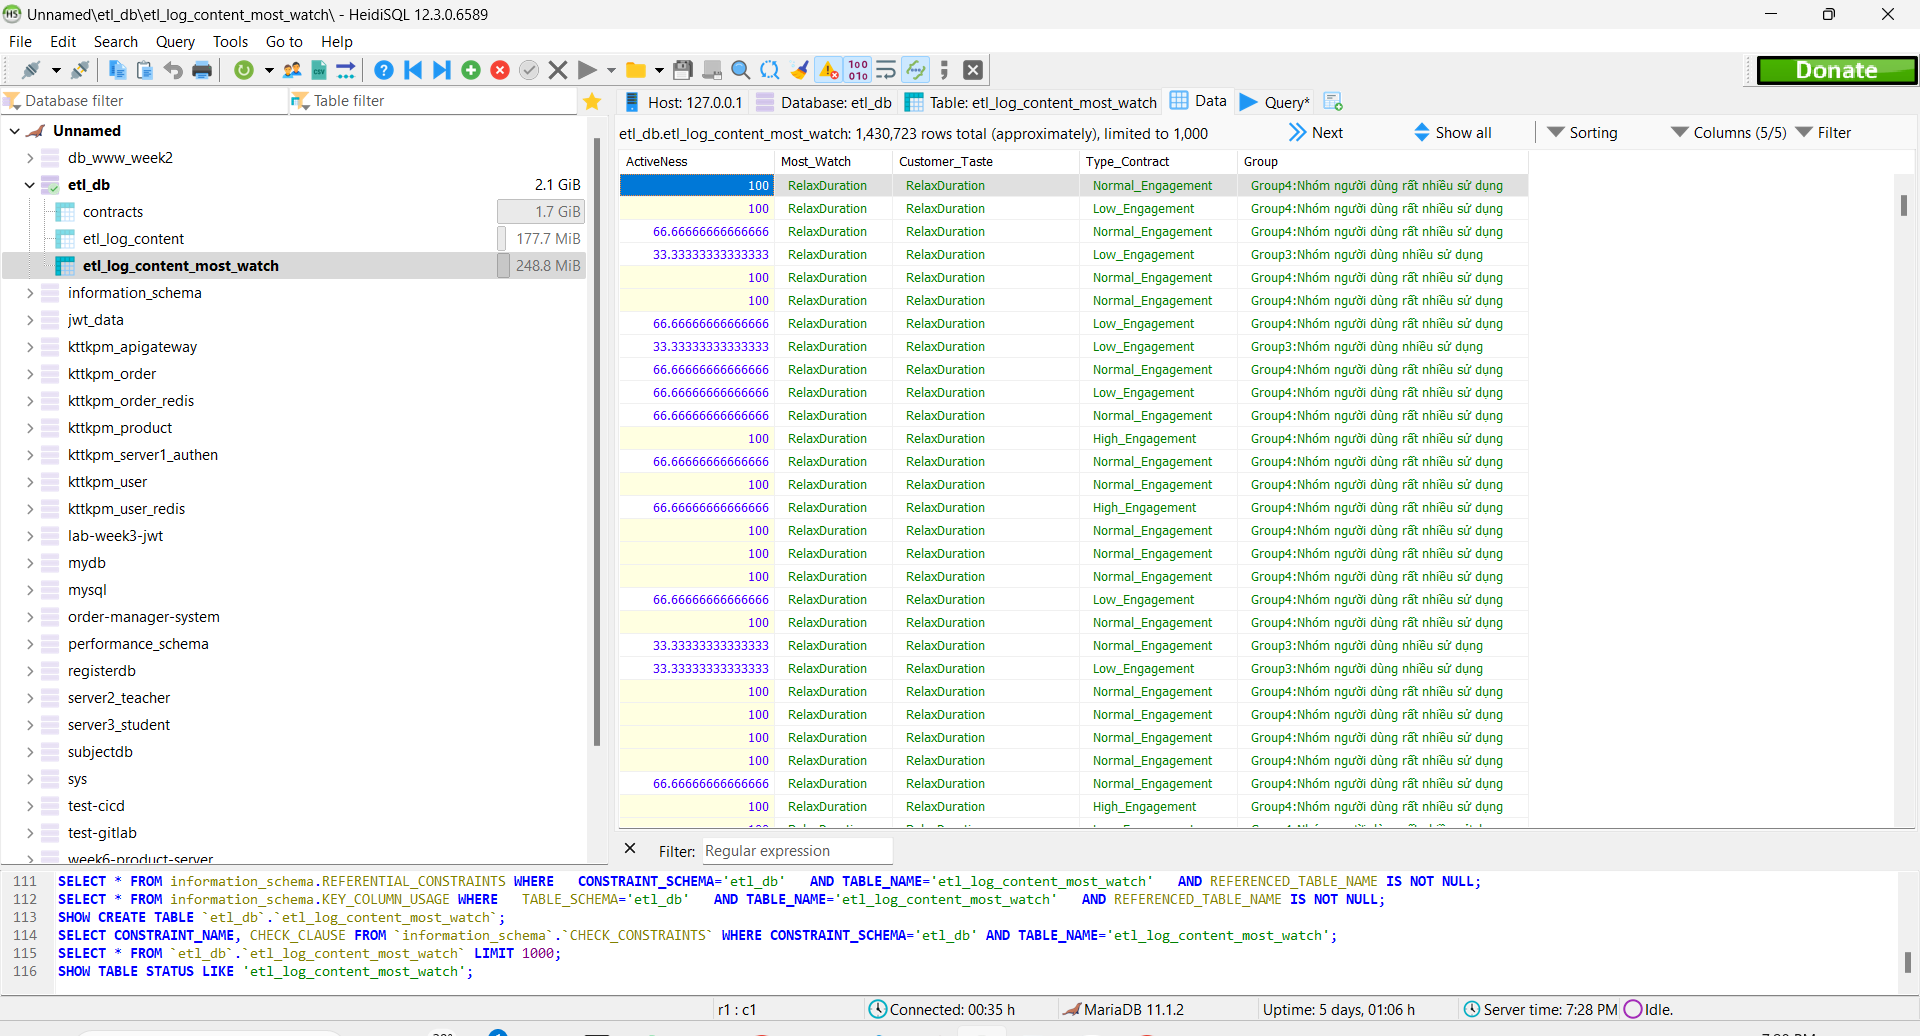 Unnamed\etl_db\etl_log_content_most_watch\ - HeidiSQL 12.3.0.6589
File Edit Search Query Tools Go to Help
Donate
Database filter
Table filter
Host: 127.0.0.1 Database: etl_db Table: etl_log_content_most_watch Data Query*
Unnamed
db_www_week2
etl_db 2.1 GiB
contracts 1.7 GiB
etl_log_content 177.7 MiB
etl_log_content_most_watch 248.8 MiB
information_schema
jwt_data
kttkpm_apigateway
kttkpm_order
kttkpm_order_redis
kttkpm_product
kttkpm_server1_authen
kttkpm_user
kttkpm_user_redis
lab-week3-jwt
mydb
mysql
order-manager-system
performance_schema
registerdb
server2_teacher
server3_student
subjectdb
sys
test-cicd
test-gitlab
week6-product-server
etl_db.etl_log_content_most_watch: 1,430,723 rows total (approximately), limited to 1,000
Next Show all Sorting Columns (5/5) Filter
ActiveNess Most_Watch Customer_Taste Type_Contract Group
100 RelaxDuration RelaxDuration Normal_Engagement Group4:Nhóm người dùng rất nhiều sử dụng
100 RelaxDuration RelaxDuration Low_Engagement Group4:Nhóm người dùng rất nhiều sử dụng
66.66666666666666 RelaxDuration RelaxDuration Normal_Engagement Group4:Nhóm người dùng rất nhiều sử dụng
33.33333333333333 RelaxDuration RelaxDuration Low_Engagement Group3:Nhóm người dùng nhiều sử dụng
100 RelaxDuration RelaxDuration Normal_Engagement Group4:Nhóm người dùng rất nhiều sử dụng
100 RelaxDuration RelaxDuration Normal_Engagement Group4:Nhóm người dùng rất nhiều sử dụng
66.66666666666666 RelaxDuration RelaxDuration Low_Engagement Group4:Nhóm người dùng rất nhiều sử dụng
33.33333333333333 RelaxDuration RelaxDuration Low_Engagement Group3:Nhóm người dùng nhiều sử dụng
66.66666666666666 RelaxDuration RelaxDuration Normal_Engagement Group4:Nhóm người dùng rất nhiều sử dụng
66.66666666666666 RelaxDuration RelaxDuration Low_Engagement Group4:Nhóm người dùng rất nhiều sử dụng
66.66666666666666 RelaxDuration RelaxDuration Normal_Engagement Group4:Nhóm người dùng rất nhiều sử dụng
100 RelaxDuration RelaxDuration High_Engagement Group4:Nhóm người dùng rất nhiều sử dụng
66.66666666666666 RelaxDuration RelaxDuration Normal_Engagement Group4:Nhóm người dùng rất nhiều sử dụng
100 RelaxDuration RelaxDuration Normal_Engagement Group4:Nhóm người dùng rất nhiều sử dụng
66.66666666666666 RelaxDuration RelaxDuration High_Engagement Group4:Nhóm người dùng rất nhiều sử dụng
100 RelaxDuration RelaxDuration Normal_Engagement Group4:Nhóm người dùng rất nhiều sử dụng
100 RelaxDuration RelaxDuration Normal_Engagement Group4:Nhóm người dùng rất nhiều sử dụng
100 RelaxDuration RelaxDuration Normal_Engagement Group4:Nhóm người dùng rất nhiều sử dụng
66.66666666666666 RelaxDuration RelaxDuration Low_Engagement Group4:Nhóm người dùng rất nhiều sử dụng
100 RelaxDuration RelaxDuration Normal_Engagement Group4:Nhóm người dùng rất nhiều sử dụng
33.33333333333333 RelaxDuration RelaxDuration Normal_Engagement Group3:Nhóm người dùng nhiều sử dụng
33.33333333333333 RelaxDuration RelaxDuration Low_Engagement Group3:Nhóm người dùng nhiều sử dụng
100 RelaxDuration RelaxDuration Normal_Engagement Group4:Nhóm người dùng rất nhiều sử dụng
100 RelaxDuration RelaxDuration Normal_Engagement Group4:Nhóm người dùng rất nhiều sử dụng
100 RelaxDuration RelaxDuration Normal_Engagement Group4:Nhóm người dùng rất nhiều sử dụng
100 RelaxDuration RelaxDuration Normal_Engagement Group4:Nhóm người dùng rất nhiều sử dụng
66.66666666666666 RelaxDuration RelaxDuration Normal_Engagement Group4:Nhóm người dùng rất nhiều sử dụng
100 RelaxDuration RelaxDuration High_Engagement Group4:Nhóm người dùng rất nhiều sử dụng
Filter: Regular expression
111 SELECT * FROM information_schema.REFERENTIAL_CONSTRAINTS WHERE CONSTRAINT_SCHEMA='etl_db' AND TABLE_NAME='etl_log_content_most_watch' AND REFERENCED_TABLE_NAME IS NOT NULL;
112 SELECT * FROM information_schema.KEY_COLUMN_USAGE WHERE TABLE_SCHEMA='etl_db' AND TABLE_NAME='etl_log_content_most_watch' AND REFERENCED_TABLE_NAME IS NOT NULL;
113 SHOW CREATE TABLE `etl_db`.`etl_log_content_most_watch`;
114 SELECT CONSTRAINT_NAME, CHECK_CLAUSE FROM `information_schema`.`CHECK_CONSTRAINTS` WHERE CONSTRAINT_SCHEMA='etl_db' AND TABLE_NAME='etl_log_content_most_watch';
115 SELECT * FROM `etl_db`.`etl_log_content_most_watch` LIMIT 1000;
116 SHOW TABLE STATUS LIKE 'etl_log_content_most_watch';
r1 : c1 Connected: 00:35 h MariaDB 11.1.2 Uptime: 5 days, 01:06 h Server time: 7:28 PM Idle.